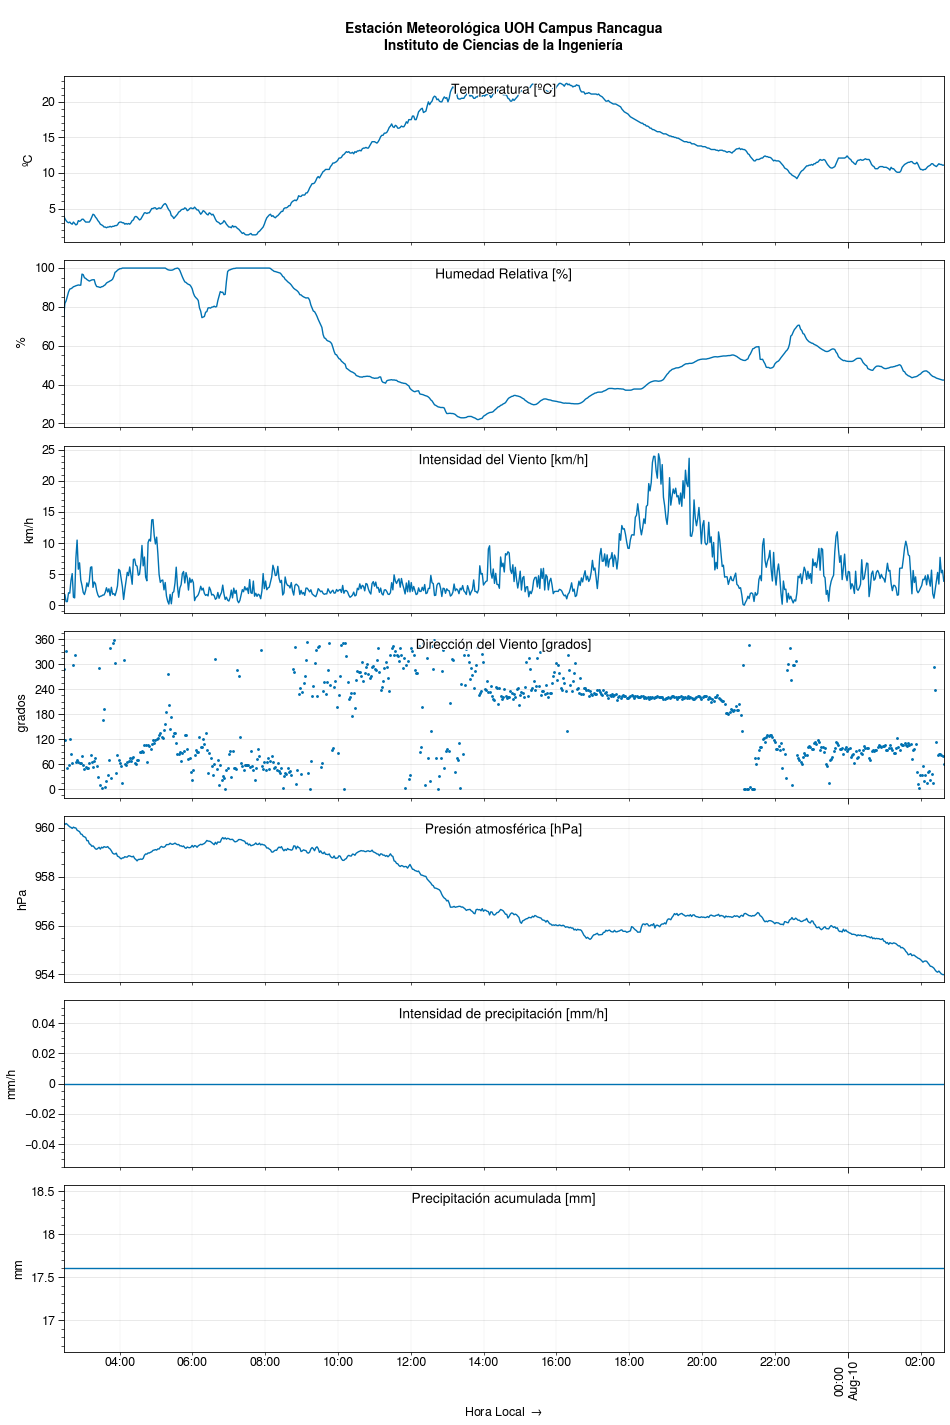 Estación Meteorológica UOH Campus Rancagua
Instituto de Ciencias de la Ingeniería
Temperatura [ºC]
ºC
20
15
10
5
Humedad Relativa [%]
%
100
80
60
40
20
Intensidad del Viento [km/h]
km/h
25
20
15
10
5
0
Dirección del Viento [grados]
grados
360
300
240
180
120
60
0
Presión atmosférica [hPa]
hPa
960
958
956
954
Intensidad de precipitación [mm/h]
mm/h
0.04
0.02
0
−0.02
−0.04
Precipitación acumulada [mm]
mm
18.5
18
17.5
17
04:00 06:00 08:00 10:00 12:00 14:00 16:00 18:00 20:00 22:00 00:00 02:00
Aug-10
Hora Local →